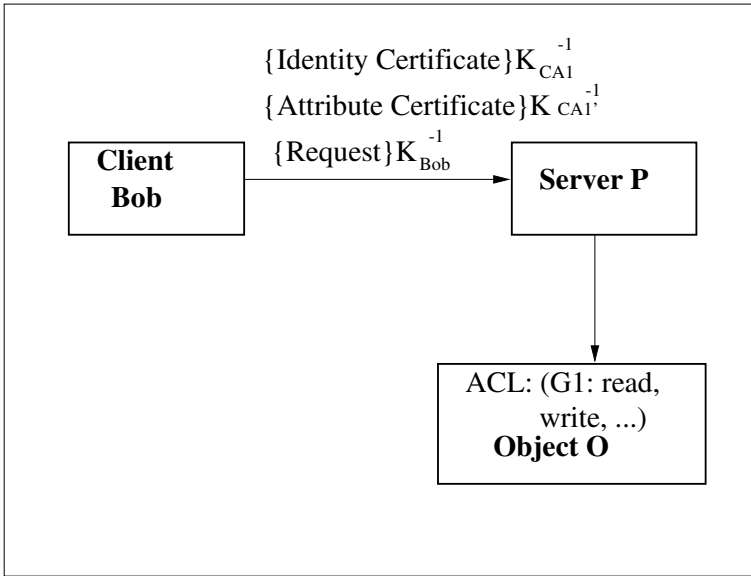 {Identity Certificate}K_CA1^-1
{Attribute Certificate}K_CA1'^-1
{Request}K_Bob^-1
Client
Bob
Server P
ACL: (G1: read,
write, ...)
Object O